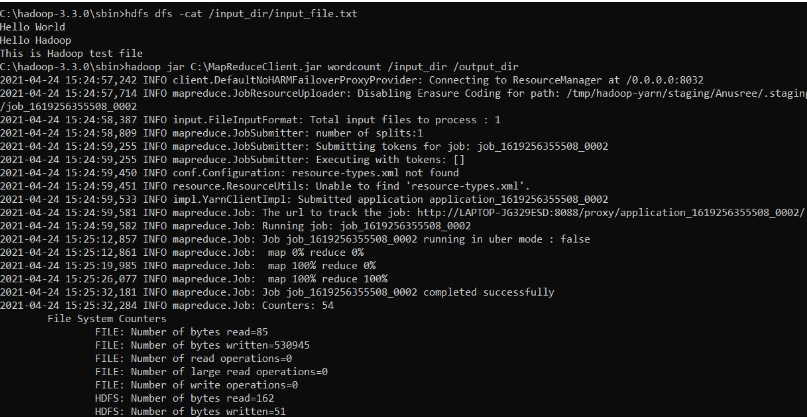 C:\hadoop-3.3.0\sbin>hdfs dfs -cat /input_dir/input_file.txt
Hello World
Hello Hadoop
This is Hadoop test file
C:\hadoop-3.3.0\sbin>hadoop jar C:\MapReduceClient.jar wordcount /input_dir /output_dir
2021-04-24 15:24:57,242 INFO client.DefaultNoHARMFailoverProxyProvider: Connecting to ResourceManager at /0.0.0.0:8032
2021-04-24 15:24:57,714 INFO mapreduce.JobResourceUploader: Disabling Erasure Coding for path: /tmp/hadoop-yarn/staging/Anusree/.staging
/job_1619256355508_0002
2021-04-24 15:24:58,387 INFO input.FileInputFormat: Total input files to process : 1
2021-04-24 15:24:58,809 INFO mapreduce.JobSubmitter: number of splits:1
2021-04-24 15:24:59,255 INFO mapreduce.JobSubmitter: Submitting tokens for job: job_1619256355508_0002
2021-04-24 15:24:59,255 INFO mapreduce.JobSubmitter: Executing with tokens: []
2021-04-24 15:24:59,450 INFO conf.Configuration: resource-types.xml not found
2021-04-24 15:24:59,451 INFO resource.ResourceUtils: Unable to find 'resource-types.xml'.
2021-04-24 15:24:59,533 INFO impl.YarnClientImpl: Submitted application application_1619256355508_0002
2021-04-24 15:24:59,581 INFO mapreduce.Job: The url to track the job: http://LAPTOP-JG329ESD:8088/proxy/application_1619256355508_0002/
2021-04-24 15:24:59,582 INFO mapreduce.Job: Running job: job_1619256355508_0002
2021-04-24 15:25:12,857 INFO mapreduce.Job: Job job_1619256355508_0002 running in uber mode : false
2021-04-24 15:25:12,861 INFO mapreduce.Job:  map 0% reduce 0%
2021-04-24 15:25:19,985 INFO mapreduce.Job:  map 100% reduce 0%
2021-04-24 15:25:26,077 INFO mapreduce.Job:  map 100% reduce 100%
2021-04-24 15:25:32,181 INFO mapreduce.Job: Job job_1619256355508_0002 completed successfully
2021-04-24 15:25:32,284 INFO mapreduce.Job: Counters: 54
File System Counters
FILE: Number of bytes read=85
FILE: Number of bytes written=530945
FILE: Number of read operations=0
FILE: Number of large read operations=0
FILE: Number of write operations=0
HDFS: Number of bytes read=162
HDFS: Number of bytes written=51